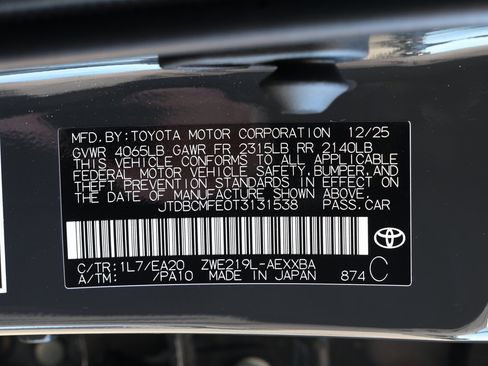 MFD.BY:TOYOTA MOTOR CORPORATION 12/25
GVWR 4065LB GAWR FR 2315LB RR 2140LB
THIS VEHICLE CONFORMS TO ALL APPLICABLE
FEDERAL MOTOR VEHICLE SAFETY, BUMPER, AND
THEFT PREVENTION STANDARDS IN EFFECT ON
THE DATE OF MANUFACTURE SHOWN ABOVE.
JTDBCMFE0T3131538 PASS.CAR
C/TR:1L7/EA20 ZWE219L-AEXXBA
A/TM: /PA10 MADE IN JAPAN 874 C